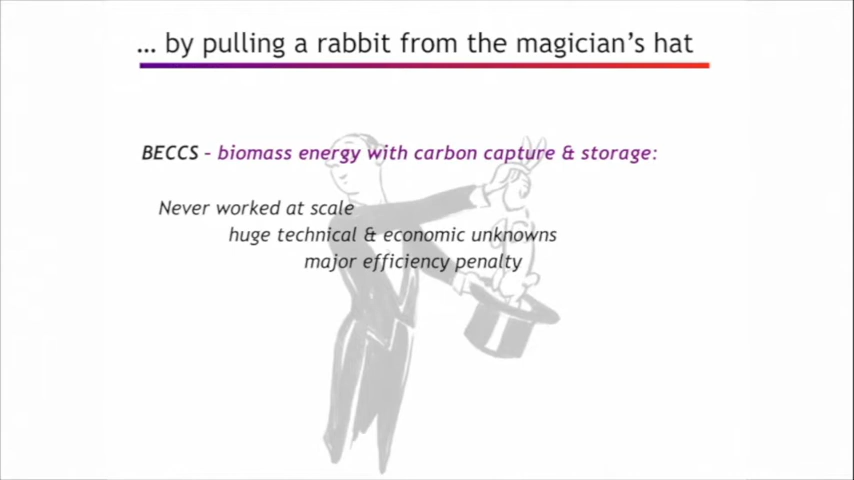 … by pulling a rabbit from the magician's hat
BECCS – biomass energy with carbon capture & storage:
Never worked at scale
huge technical & economic unknowns
major efficiency penalty